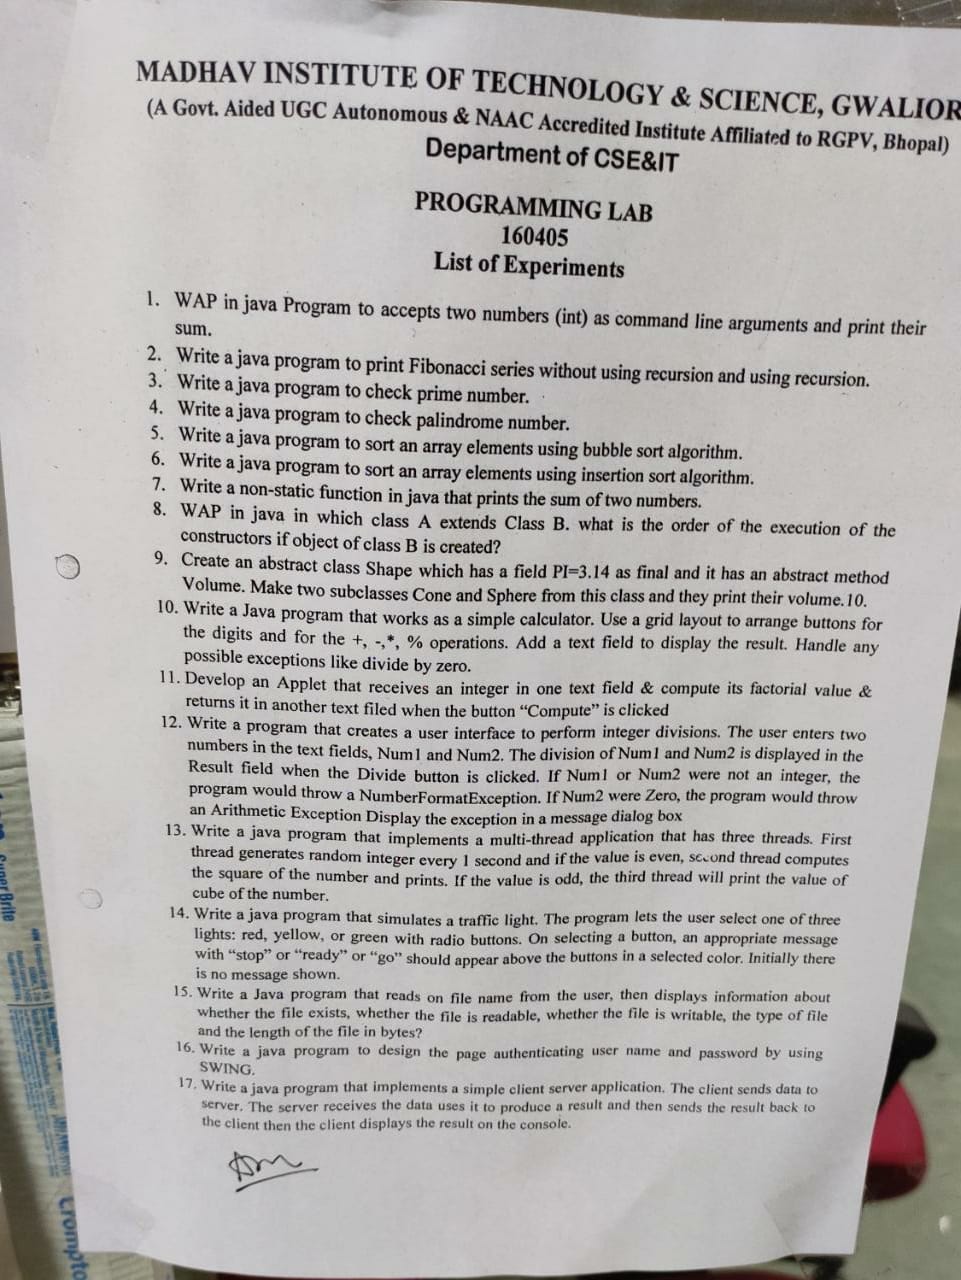 MADHAV INSTITUTE OF TECHNOLOGY & SCIENCE, GWALIOR
(A Govt. Aided UGC Autonomous & NAAC Accredited Institute Affiliated to RGPV, Bhopal)
Department of CSE&IT
PROGRAMMING LAB
160405
List of Experiments
1. WAP in java Program to accepts two numbers (int) as command line arguments and print their
sum.
2. Write a java program to print Fibonacci series without using recursion and using recursion.
3. Write a java program to check prime number.
4. Write a java program to check palindrome number.
5. Write a java program to sort an array elements using bubble sort algorithm.
6. Write a java program to sort an array elements using insertion sort algorithm.
7. Write a non-static function in java that prints the sum of two numbers.
8. WAP in java in which class A extends Class B. what is the order of the execution of the
constructors if object of class B is created?
9. Create an abstract class Shape which has a field PI=3.14 as final and it has an abstract method
Volume. Make two subclasses Cone and Sphere from this class and they print their volume.10.
10. Write a Java program that works as a simple calculator. Use a grid layout to arrange buttons for
the digits and for the +, -,*, % operations. Add a text field to display the result. Handle any
possible exceptions like divide by zero.
11. Develop an Applet that receives an integer in one text field & compute its factorial value &
returns it in another text filed when the button “Compute” is clicked
12. Write a program that creates a user interface to perform integer divisions. The user enters two
numbers in the text fields, Num1 and Num2. The division of Num1 and Num2 is displayed in the
Result field when the Divide button is clicked. If Num1 or Num2 were not an integer, the
program would throw a NumberFormatException. If Num2 were Zero, the program would throw
an Arithmetic Exception Display the exception in a message dialog box
13. Write a java program that implements a multi-thread application that has three threads. First
thread generates random integer every 1 second and if the value is even, second thread computes
the square of the number and prints. If the value is odd, the third thread will print the value of
cube of the number.
14. Write a java program that simulates a traffic light. The program lets the user select one of three
lights: red, yellow, or green with radio buttons. On selecting a button, an appropriate message
with “stop” or “ready” or “go” should appear above the buttons in a selected color. Initially there
is no message shown.
15. Write a Java program that reads on file name from the user, then displays information about
whether the file exists, whether the file is readable, whether the file is writable, the type of file
and the length of the file in bytes?
16. Write a java program to design the page authenticating user name and password by using
SWING.
17. Write a java program that implements a simple client server application. The client sends data to
server. The server receives the data uses it to produce a result and then sends the result back to
the client then the client displays the result on the console.
Super Brite
Crompto